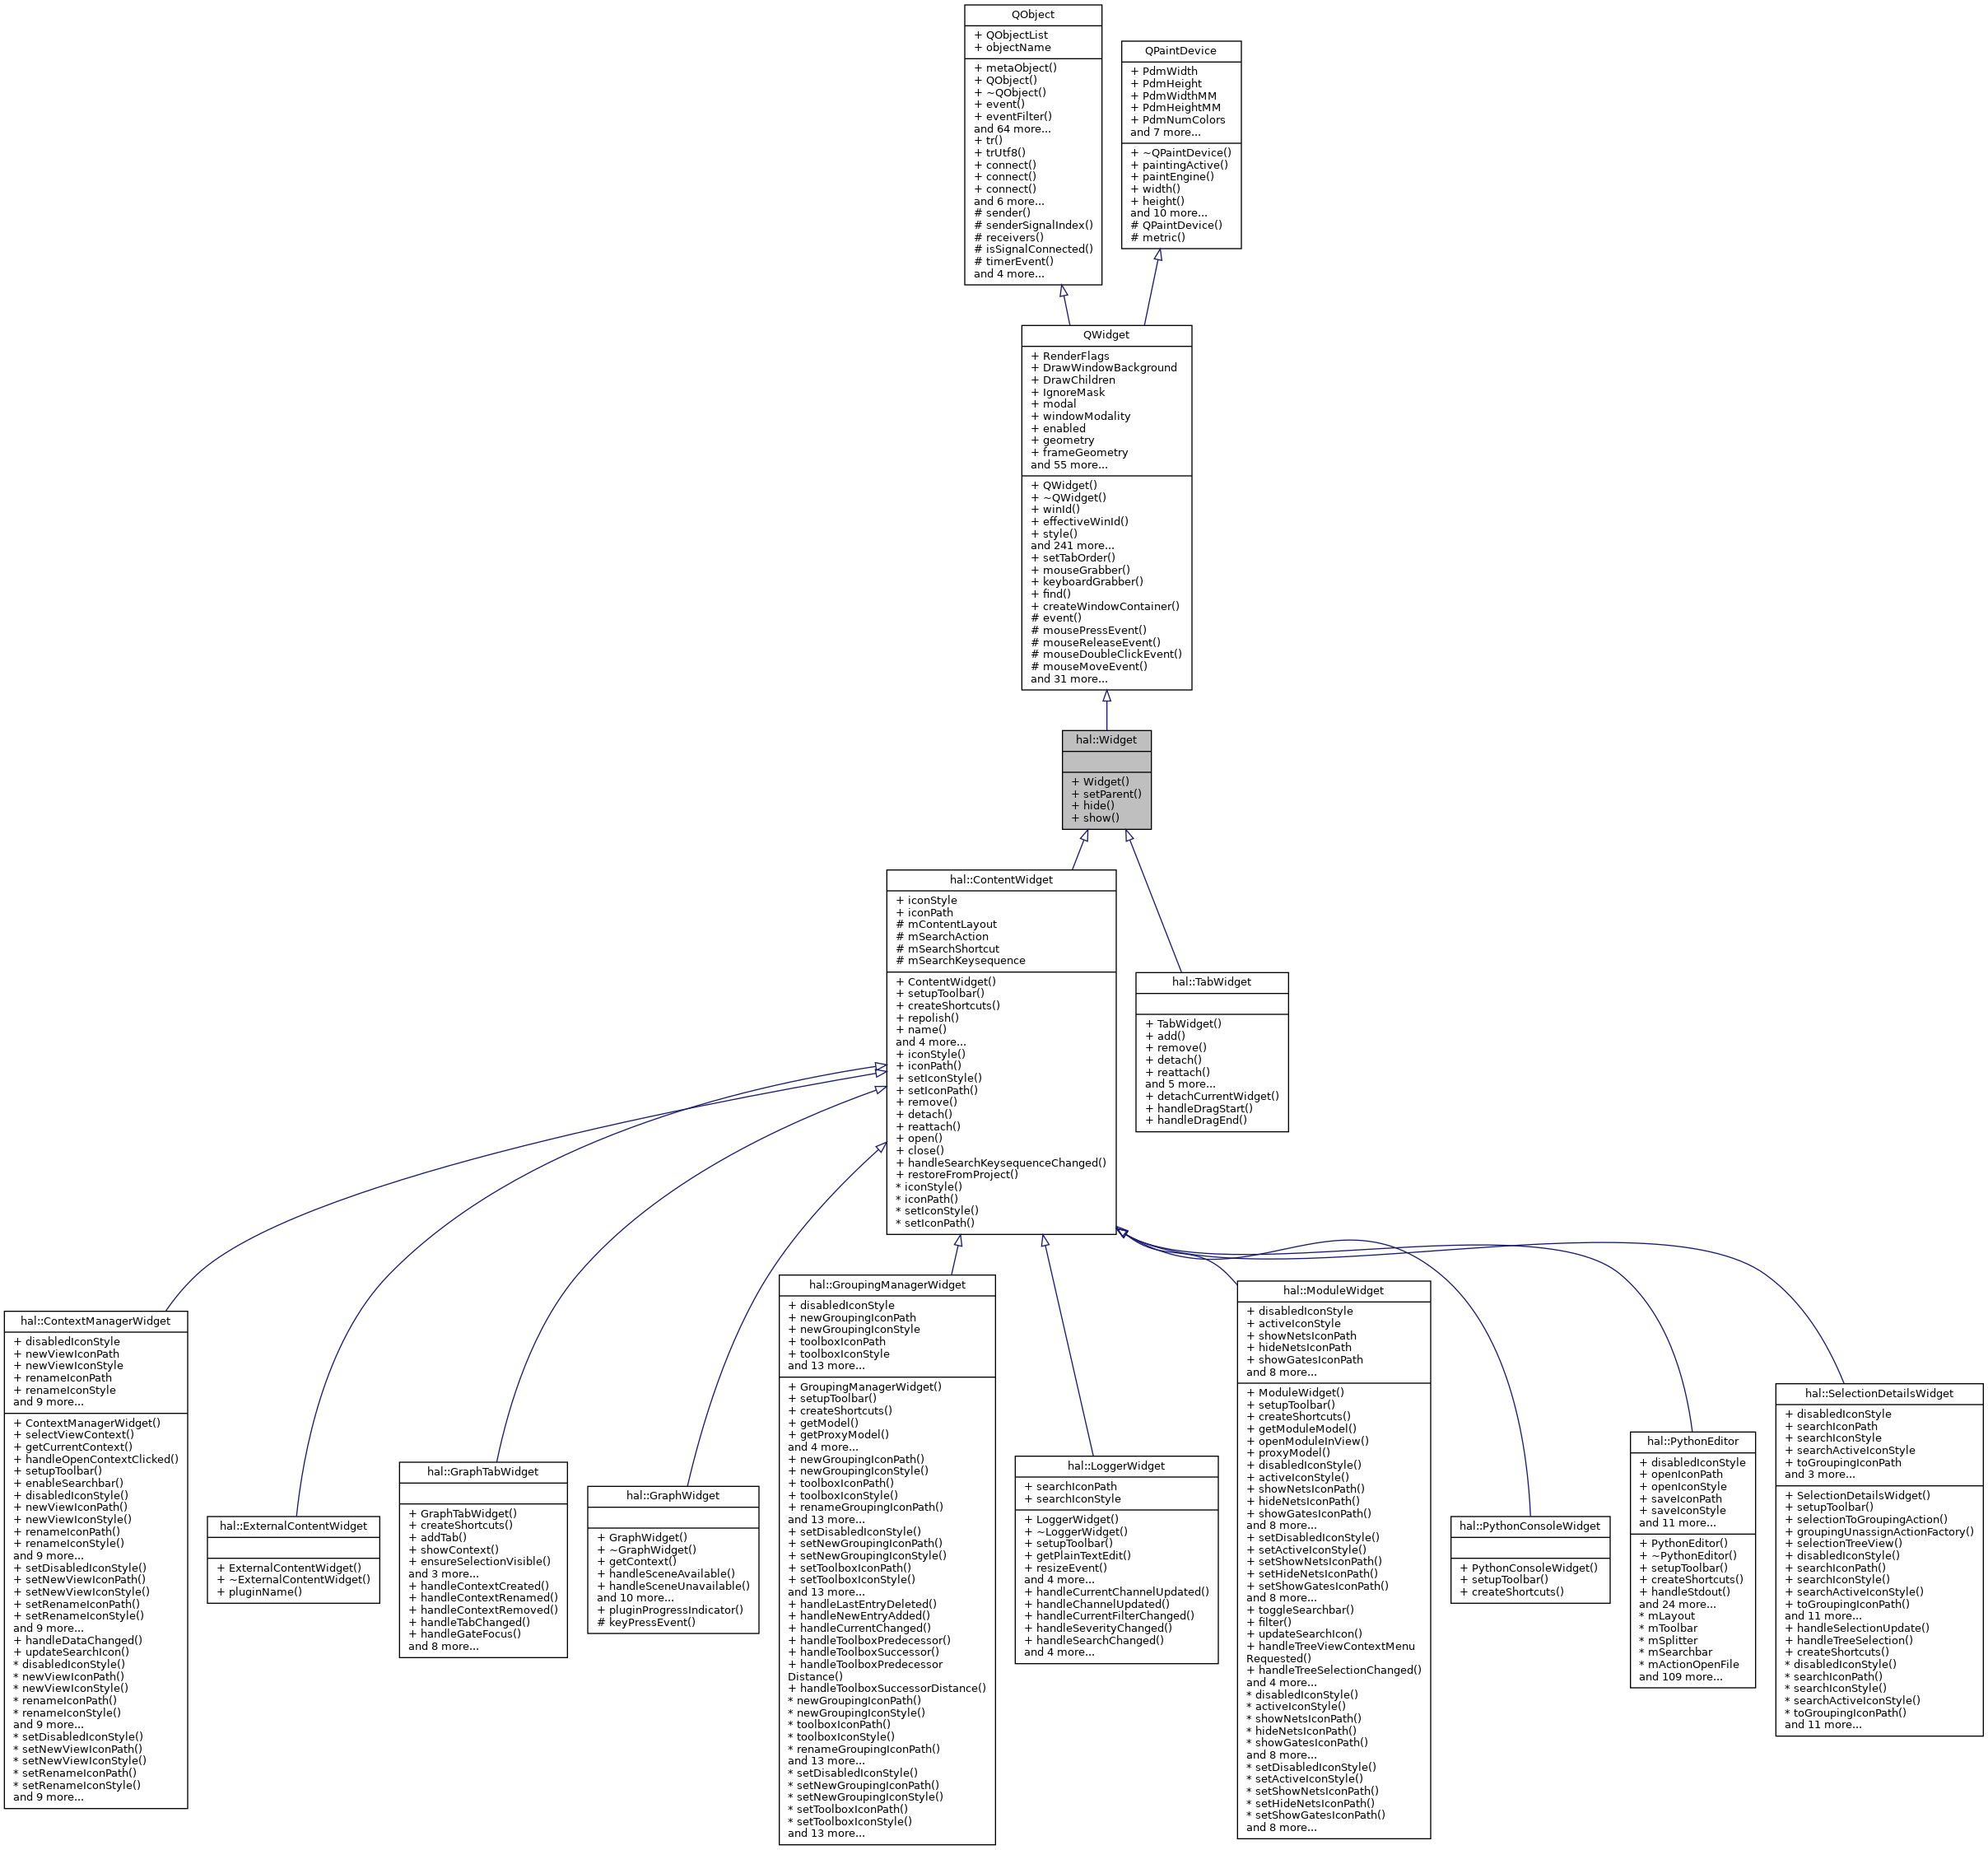 QObject
+ QObjectList
+ objectName
+ metaObject()
+ QObject()
+ ~QObject()
+ event()
+ eventFilter()
and 64 more...
+ tr()
+ trUtf8()
+ connect()
+ connect()
+ connect()
and 6 more...
# sender()
# senderSignalIndex()
# receivers()
# isSignalConnected()
# timerEvent()
and 4 more...
QPaintDevice
+ PdmWidth
+ PdmHeight
+ PdmWidthMM
+ PdmHeightMM
+ PdmNumColors
and 7 more...
+ ~QPaintDevice()
+ paintingActive()
+ paintEngine()
+ width()
+ height()
and 10 more...
# QPaintDevice()
# metric()
QWidget
+ RenderFlags
+ DrawWindowBackground
+ DrawChildren
+ IgnoreMask
+ modal
+ windowModality
+ enabled
+ geometry
+ frameGeometry
and 55 more...
+ QWidget()
+ ~QWidget()
+ winId()
+ effectiveWinId()
+ style()
and 241 more...
+ setTabOrder()
+ mouseGrabber()
+ keyboardGrabber()
+ find()
+ createWindowContainer()
# event()
# mousePressEvent()
# mouseReleaseEvent()
# mouseDoubleClickEvent()
# mouseMoveEvent()
and 31 more...
hal::Widget
+ Widget()
+ setParent()
+ hide()
+ show()
hal::ContentWidget
+ iconStyle
+ iconPath
# mContentLayout
# mSearchAction
# mSearchShortcut
# mSearchKeysequence
+ ContentWidget()
+ setupToolbar()
+ createShortcuts()
+ repolish()
+ name()
and 4 more...
+ iconStyle()
+ iconPath()
+ setIconStyle()
+ setIconPath()
+ remove()
+ detach()
+ reattach()
+ open()
+ close()
+ handleSearchKeysequenceChanged()
+ restoreFromProject()
* iconStyle()
* iconPath()
* setIconStyle()
* setIconPath()
hal::TabWidget
+ TabWidget()
+ add()
+ remove()
+ detach()
+ reattach()
and 5 more...
+ detachCurrentWidget()
+ handleDragStart()
+ handleDragEnd()
hal::ContextManagerWidget
+ disabledIconStyle
+ newViewIconPath
+ newViewIconStyle
+ renameIconPath
+ renameIconStyle
and 9 more...
+ ContextManagerWidget()
+ selectViewContext()
+ getCurrentContext()
+ handleOpenContextClicked()
+ setupToolbar()
+ enableSearchbar()
+ disabledIconStyle()
+ newViewIconPath()
+ newViewIconStyle()
+ renameIconPath()
+ renameIconStyle()
and 9 more...
+ setDisabledIconStyle()
+ setNewViewIconPath()
+ setNewViewIconStyle()
+ setRenameIconPath()
+ setRenameIconStyle()
and 9 more...
+ handleDataChanged()
+ updateSearchIcon()
* disabledIconStyle()
* newViewIconPath()
* newViewIconStyle()
* renameIconPath()
* renameIconStyle()
and 9 more...
* setDisabledIconStyle()
* setNewViewIconPath()
* setNewViewIconStyle()
* setRenameIconPath()
* setRenameIconStyle()
and 9 more...
hal::ExternalContentWidget
+ ExternalContentWidget()
+ ~ExternalContentWidget()
+ pluginName()
hal::GraphTabWidget
+ GraphTabWidget()
+ createShortcuts()
+ addTab()
+ showContext()
+ ensureSelectionVisible()
and 3 more...
+ handleContextCreated()
+ handleContextRenamed()
+ handleContextRemoved()
+ handleTabChanged()
+ handleGateFocus()
and 8 more...
hal::GraphWidget
+ GraphWidget()
+ ~GraphWidget()
+ getContext()
+ handleSceneAvailable()
+ handleSceneUnavailable()
and 10 more...
+ pluginProgressIndicator()
# keyPressEvent()
hal::GroupingManagerWidget
+ disabledIconStyle
+ newGroupingIconPath
+ newGroupingIconStyle
+ toolboxIconPath
+ toolboxIconStyle
and 13 more...
+ GroupingManagerWidget()
+ setupToolbar()
+ createShortcuts()
+ getModel()
+ getProxyModel()
and 4 more...
+ newGroupingIconPath()
+ newGroupingIconStyle()
+ toolboxIconPath()
+ toolboxIconStyle()
+ renameGroupingIconPath()
and 13 more...
+ setDisabledIconStyle()
+ setNewGroupingIconPath()
+ setNewGroupingIconStyle()
+ setToolboxIconPath()
+ setToolboxIconStyle()
and 13 more...
+ handleLastEntryDeleted()
+ handleNewEntryAdded()
+ handleCurrentChanged()
+ handleToolboxPredecessor()
+ handleToolboxSuccessor()
+ handleToolboxPredecessor
Distance()
+ handleToolboxSuccessorDistance()
* newGroupingIconPath()
* newGroupingIconStyle()
* toolboxIconPath()
* toolboxIconStyle()
* renameGroupingIconPath()
and 13 more...
* setDisabledIconStyle()
* setNewGroupingIconPath()
* setNewGroupingIconStyle()
* setToolboxIconPath()
* setToolboxIconStyle()
and 13 more...
hal::LoggerWidget
+ searchIconPath
+ searchIconStyle
+ LoggerWidget()
+ ~LoggerWidget()
+ setupToolbar()
+ getPlainTextEdit()
+ resizeEvent()
and 4 more...
+ handleCurrentChannelUpdated()
+ handleChannelUpdated()
+ handleCurrentFilterChanged()
+ handleSeverityChanged()
+ handleSearchChanged()
and 4 more...
hal::ModuleWidget
+ disabledIconStyle
+ activeIconStyle
+ showNetsIconPath
+ hideNetsIconPath
+ showGatesIconPath
and 8 more...
+ ModuleWidget()
+ setupToolbar()
+ createShortcuts()
+ getModuleModel()
+ openModuleInView()
+ proxyModel()
+ disabledIconStyle()
+ activeIconStyle()
+ showNetsIconPath()
+ hideNetsIconPath()
+ showGatesIconPath()
and 8 more...
+ setDisabledIconStyle()
+ setActiveIconStyle()
+ setShowNetsIconPath()
+ setHideNetsIconPath()
+ setShowGatesIconPath()
and 8 more...
+ toggleSearchbar()
+ filter()
+ updateSearchIcon()
+ handleTreeViewContextMenu
Requested()
+ handleTreeSelectionChanged()
and 4 more...
* disabledIconStyle()
* activeIconStyle()
* showNetsIconPath()
* hideNetsIconPath()
* showGatesIconPath()
and 8 more...
* setDisabledIconStyle()
* setActiveIconStyle()
* setShowNetsIconPath()
* setHideNetsIconPath()
* setShowGatesIconPath()
and 8 more...
hal::PythonConsoleWidget
+ PythonConsoleWidget()
+ setupToolbar()
+ createShortcuts()
hal::PythonEditor
+ disabledIconStyle
+ openIconPath
+ openIconStyle
+ saveIconPath
+ saveIconStyle
and 11 more...
+ PythonEditor()
+ ~PythonEditor()
+ setupToolbar()
+ createShortcuts()
+ handleStdout()
and 24 more...
* mLayout
* mToolbar
* mSplitter
* mSearchbar
* mActionOpenFile
and 109 more...
hal::SelectionDetailsWidget
+ disabledIconStyle
+ searchIconPath
+ searchIconStyle
+ searchActiveIconStyle
+ toGroupingIconPath
and 3 more...
+ SelectionDetailsWidget()
+ setupToolbar()
+ selectionToGroupingAction()
+ groupingUnassignActionFactory()
+ selectionTreeView()
+ disabledIconStyle()
+ searchIconPath()
+ searchIconStyle()
+ searchActiveIconStyle()
+ toGroupingIconPath()
and 11 more...
+ handleSelectionUpdate()
+ handleTreeSelection()
+ createShortcuts()
* disabledIconStyle()
* searchIconPath()
* searchIconStyle()
* searchActiveIconStyle()
* toGroupingIconPath()
and 11 more...